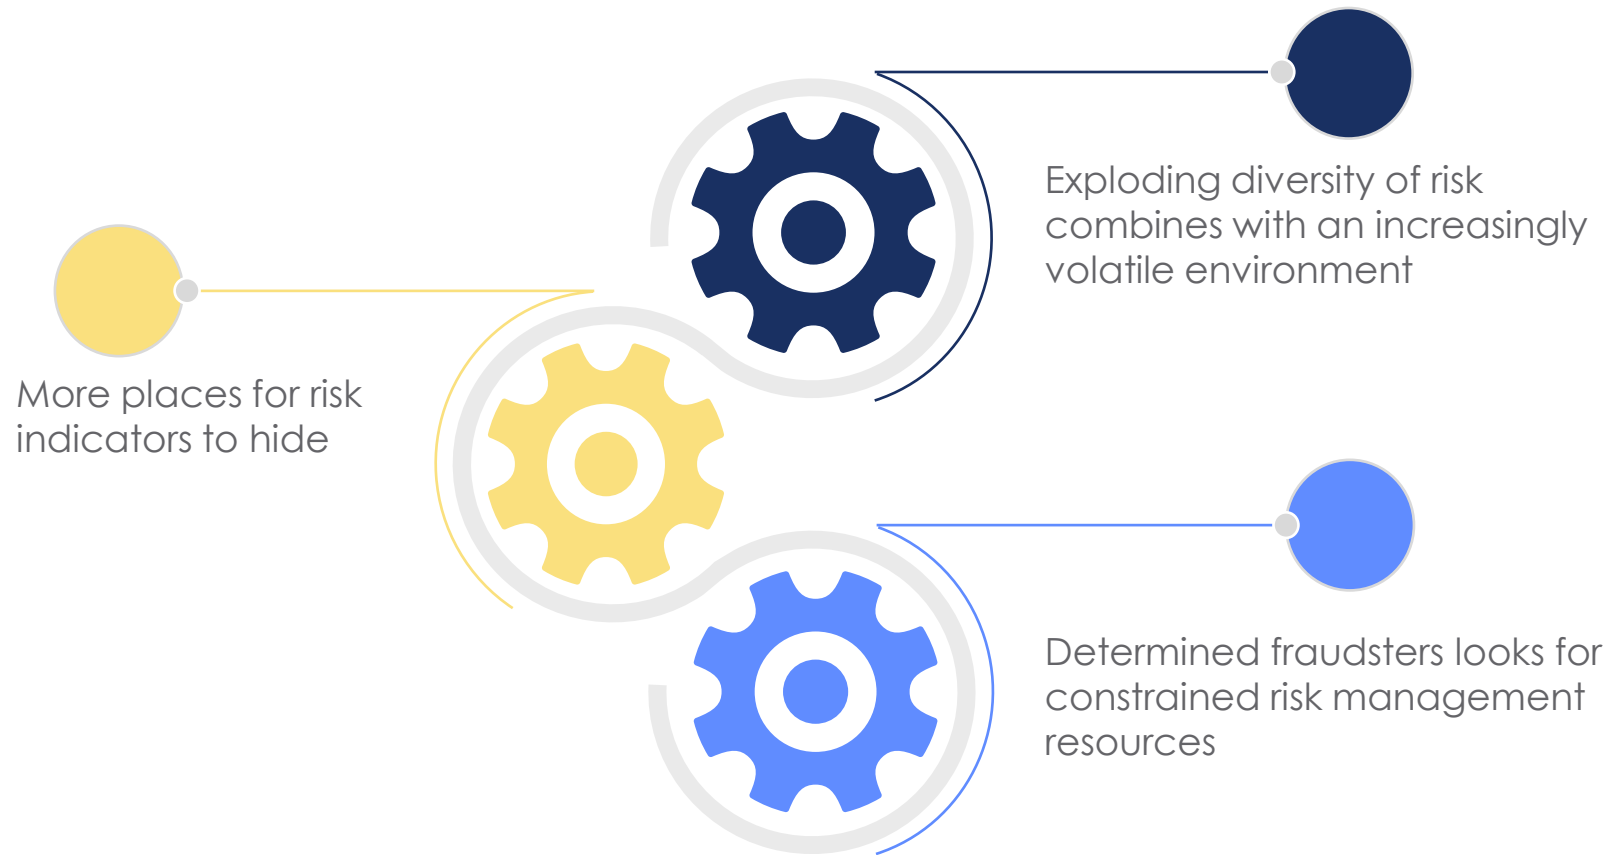 Exploding diversity of risk
combines with an increasingly
volatile environment
More places for risk
indicators to hide
Determined fraudsters looks for
constrained risk management
resources